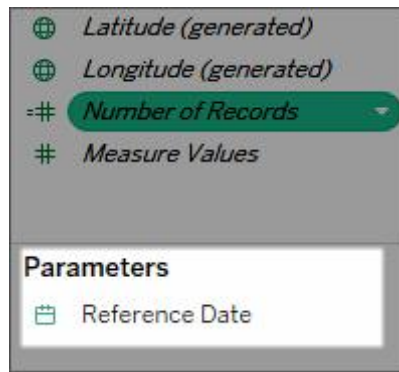 Latitude (generated)
Longitude (generated)
=# Number of Records
# Measure Values
Parameters
Reference Date